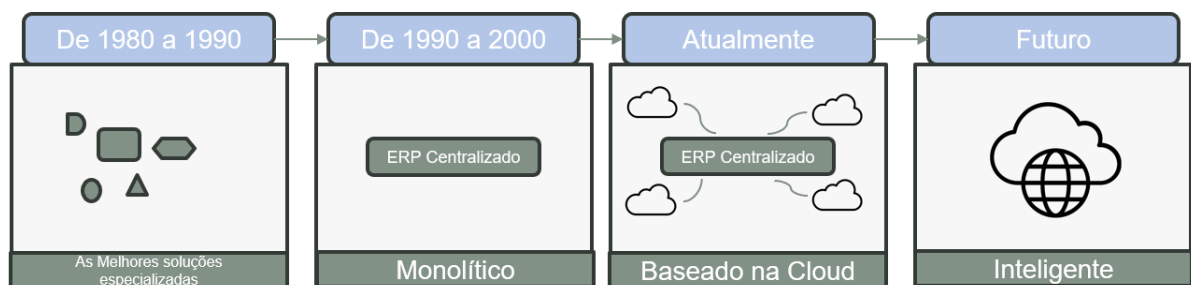 De 1980 a 1990
De 1990 a 2000
Atualmente
Futuro
ERP Centralizado
ERP Centralizado
As Melhores soluções
especializadas
Monolítico
Baseado na Cloud
Inteligente